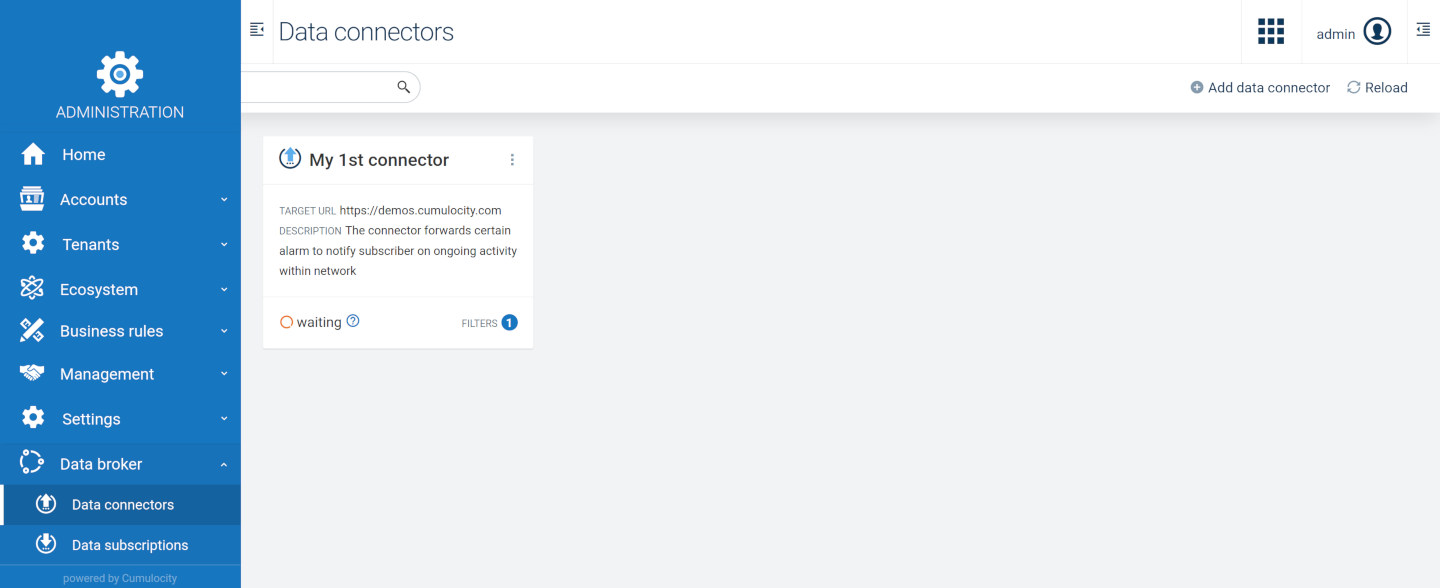 ADMINISTRATION
Home
Accounts
Tenants
Ecosystem
Business rules
Management
Settings
Data broker
Data connectors
Data subscriptions
powered by Cumulocity
Data connectors
admin
Add data connector
Reload
My 1st connector
TARGET URL https://demos.cumulocity.com
DESCRIPTION The connector forwards certain
alarm to notify subscriber on ongoing activity
within network
waiting ?
FILTERS 1